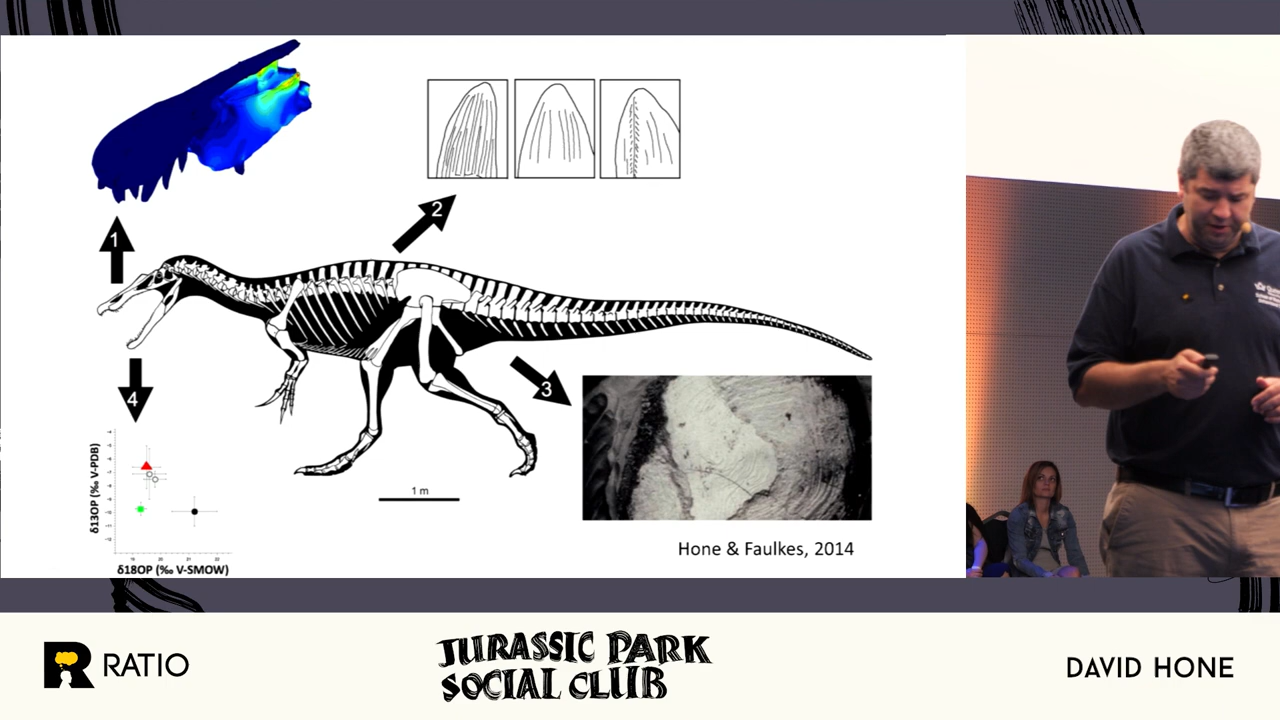 1
2
3
4
1 m
δ13OP (‰ V-PDB)
δ18OP (‰ V-SMOW)
Hone & Faulkes, 2014
R RATIO
JURASSIC PARK
SOCIAL CLUB
DAVID HONE